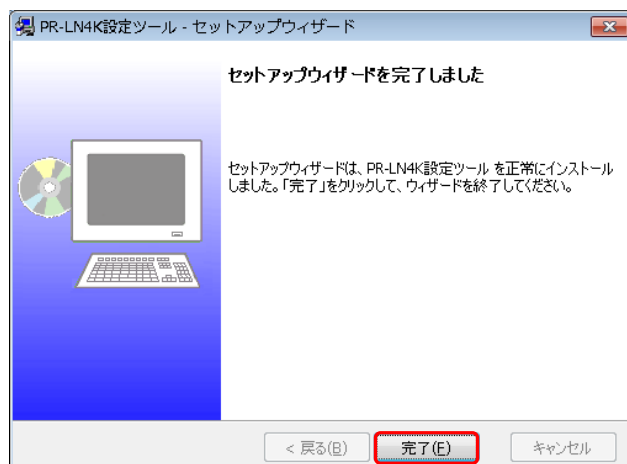 PR-LN4K設定ツール - セットアップウィザード
セットアップウィザードを完了しました
セットアップウィザードは、PR-LN4K設定ツール を正常にインストール
しました。「完了」をクリックして、ウィザードを終了してください。
< 戻る(B)
完了(F)
キャンセル